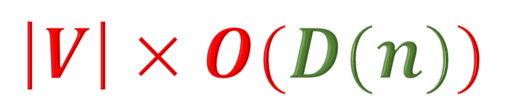 |V| × O(D(n))